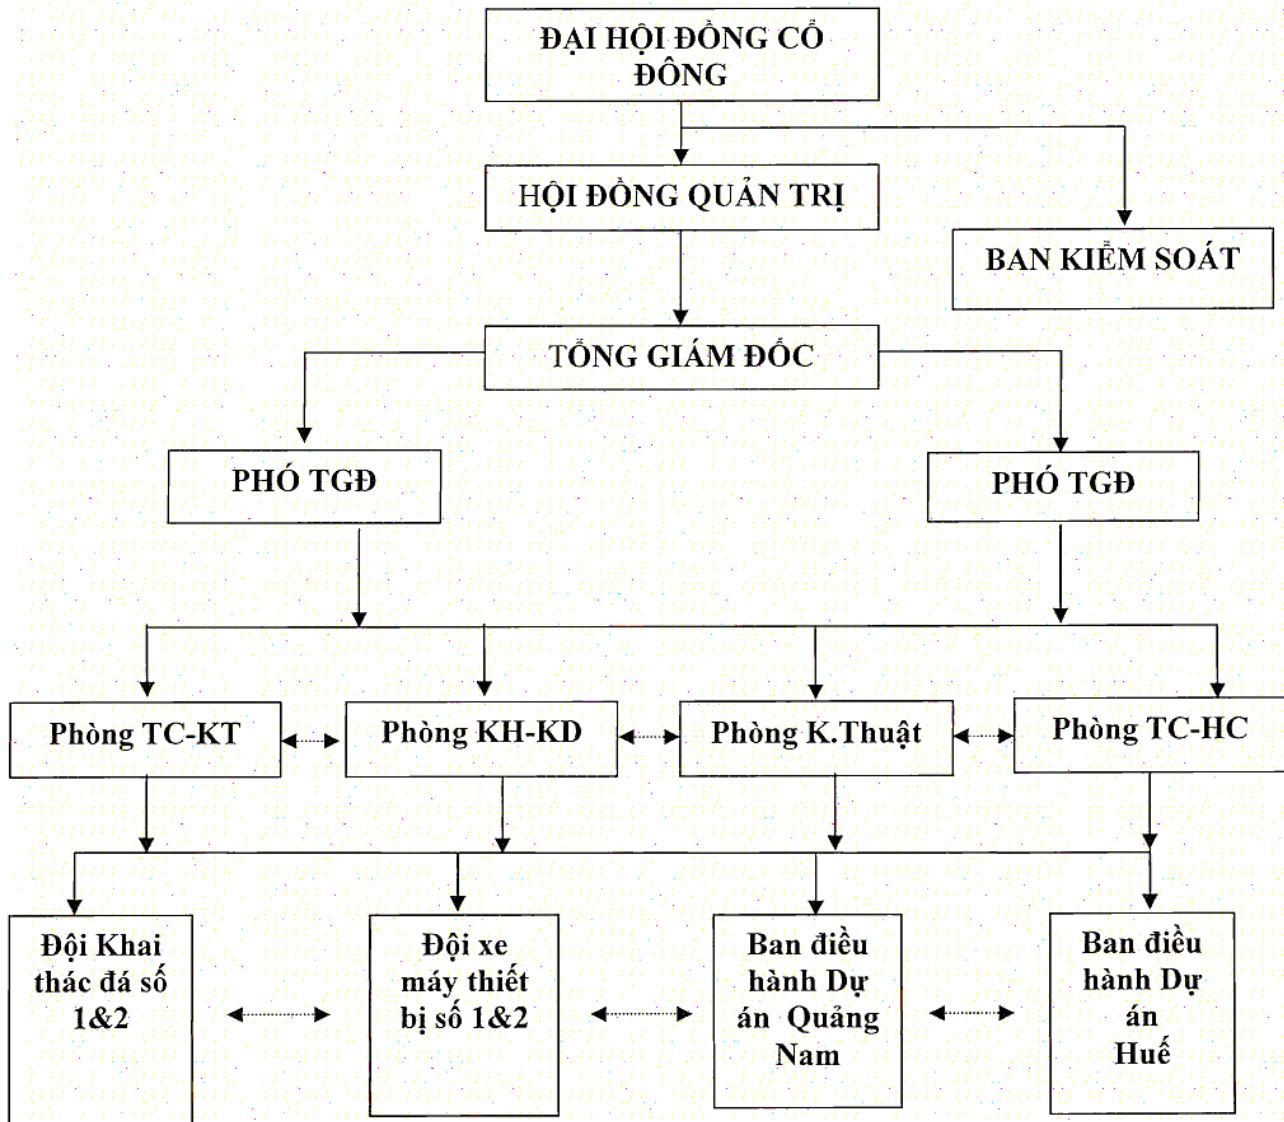 ĐẠI HỘI ĐỒNG CỔ
ĐÔNG
HỘI ĐỒNG QUẢN TRỊ
BAN KIỂM SOÁT
TỔNG GIÁM ĐỐC
PHÓ TGĐ
PHÓ TGĐ
Phòng TC-KT
Phòng KH-KD
Phòng K.Thuật
Phòng TC-HC
Đội Khai
thác đá số
1&2
Đội xe
máy thiết
bị số 1&2
Ban điều
hành Dự
án Quảng
Nam
Ban điều
hành Dự
án
Huế